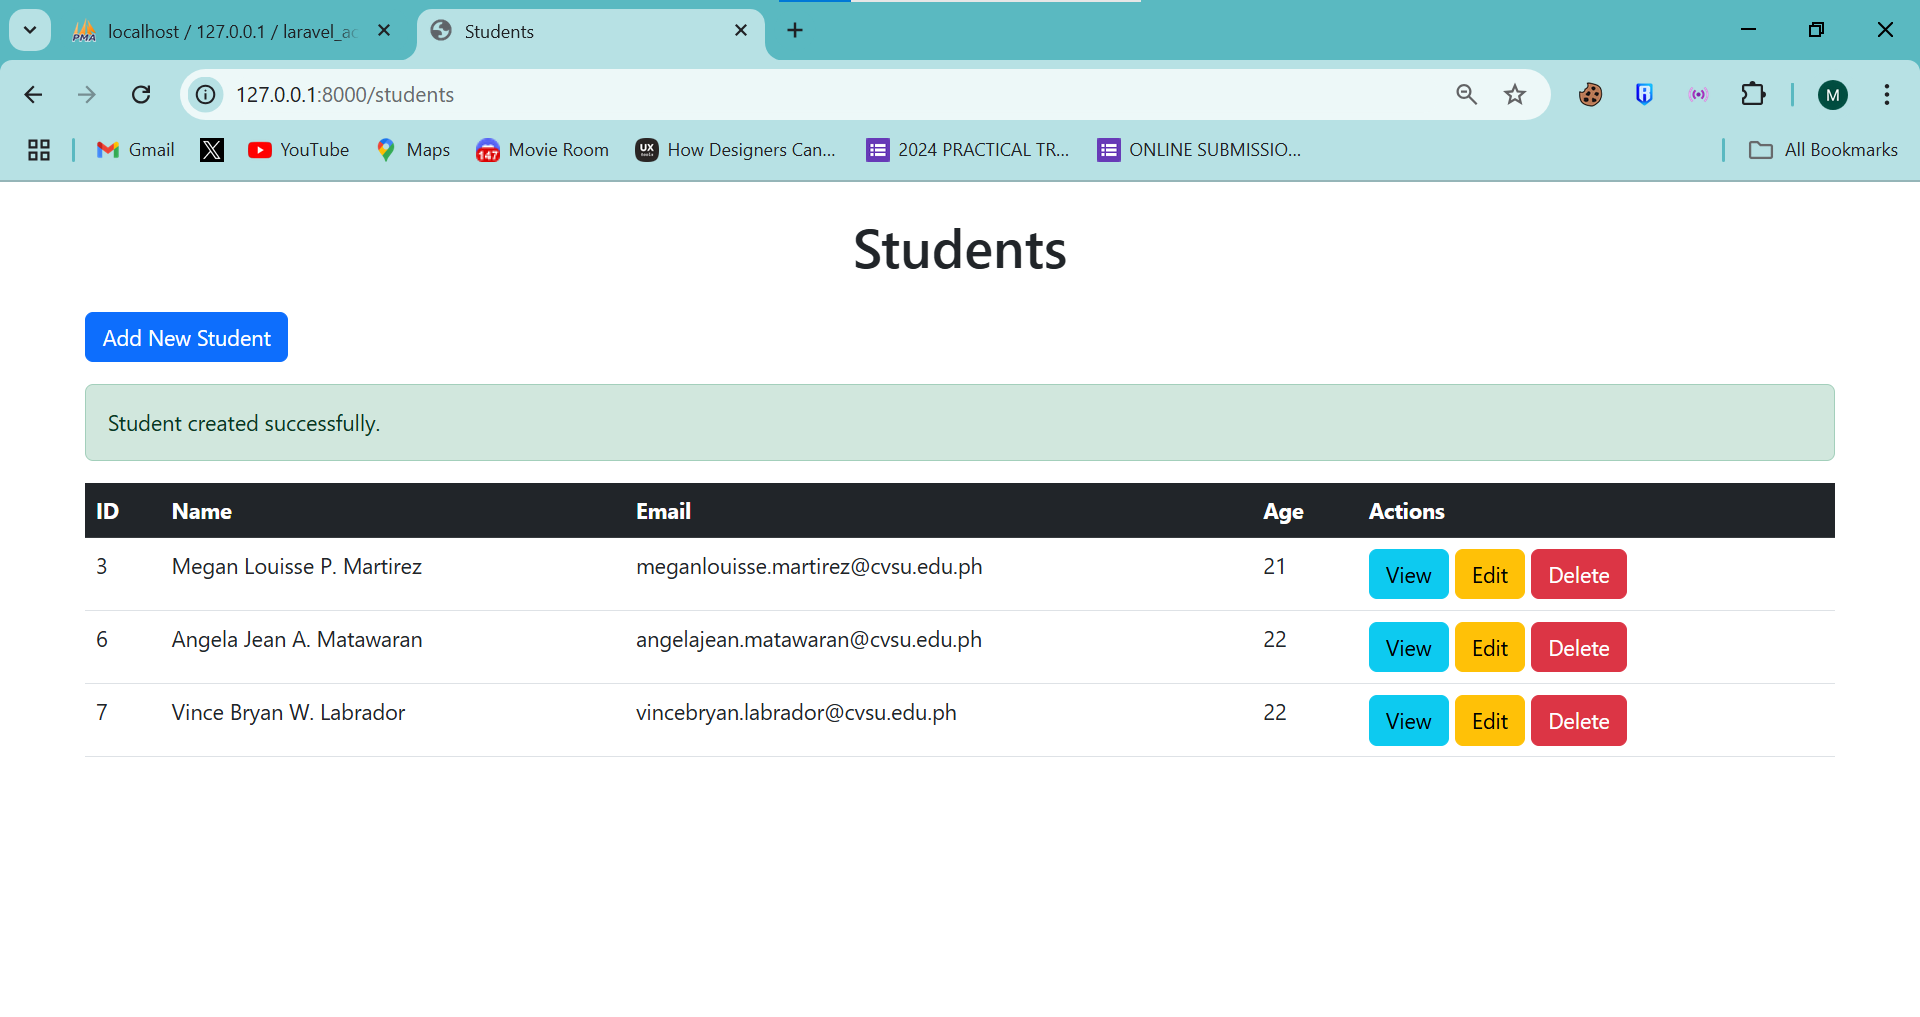 PMA localhost / 127.0.0.1 / laravel_ac
Students
127.0.0.1:8000/students
M
Gmail
YouTube
Maps
147 Movie Room
UX How Designers Can...
2024 PRACTICAL TR...
ONLINE SUBMISSIO...
All Bookmarks
Students
Add New Student
Student created successfully.
ID Name Email Age Actions
3 Megan Louisse P. Martirez meganlouisse.martirez@cvsu.edu.ph 21 View Edit Delete
6 Angela Jean A. Matawaran angelajean.matawaran@cvsu.edu.ph 22 View Edit Delete
7 Vince Bryan W. Labrador vincebryan.labrador@cvsu.edu.ph 22 View Edit Delete